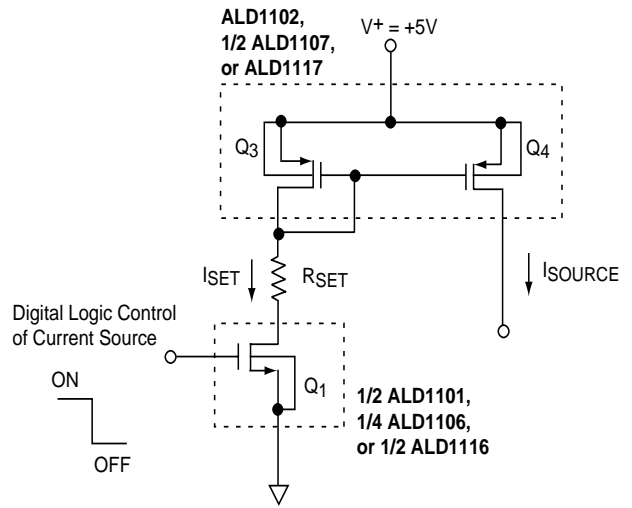 ALD1102,
1/2 ALD1107,
or ALD1117
V+ = +5V
Q3
Q4
ISET
RSET
ISOURCE
Digital Logic Control
of Current Source
ON
OFF
Q1
1/2 ALD1101,
1/4 ALD1106,
or 1/2 ALD1116